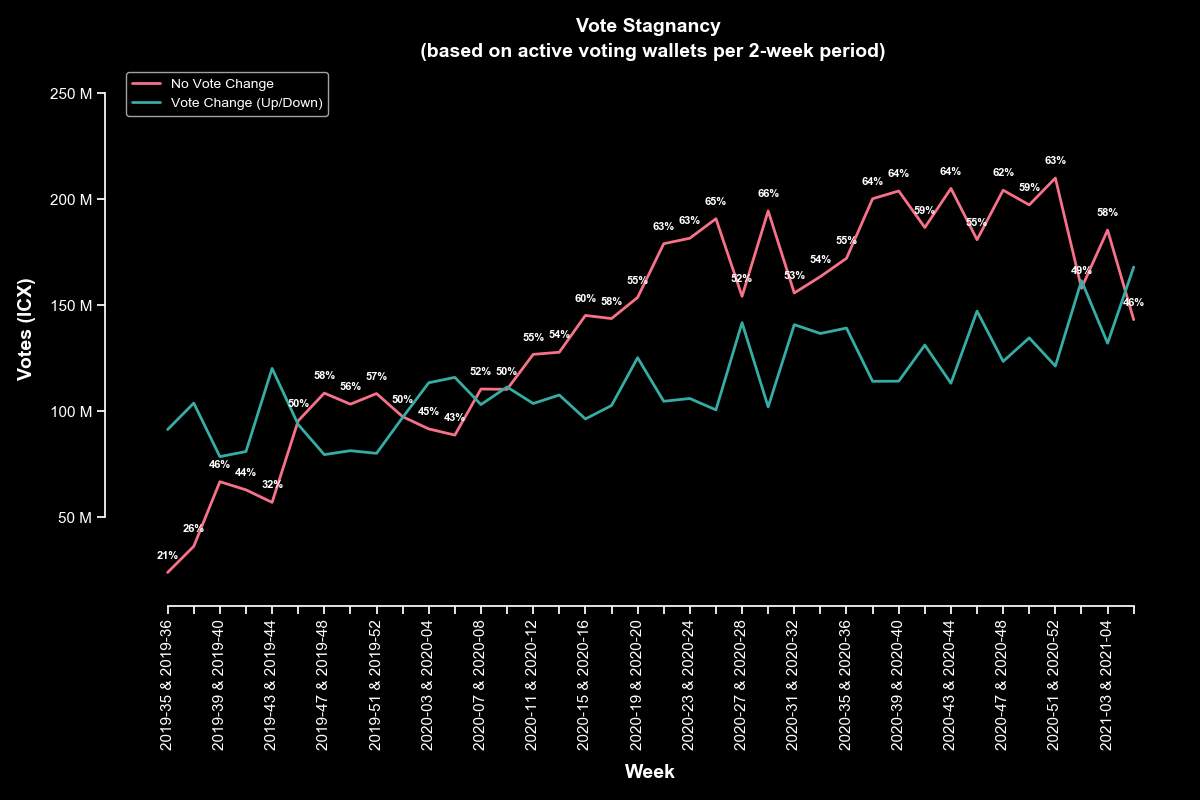 Vote Stagnancy
(based on active voting wallets per 2-week period)
No Vote Change
Vote Change (Up/Down)
Votes (ICX)
250 M
200 M
150 M
100 M
50 M
21%
26%
46%
44%
32%
50%
58%
56%
57%
50%
45%
43%
52%
50%
55%
54%
60%
58%
55%
63%
63%
65%
52%
66%
53%
54%
55%
64%
64%
59%
64%
55%
62%
59%
63%
49%
58%
46%
2019-35 & 2019-36
2019-39 & 2019-40
2019-43 & 2019-44
2019-47 & 2019-48
2019-51 & 2019-52
2020-03 & 2020-04
2020-07 & 2020-08
2020-11 & 2020-12
2020-15 & 2020-16
2020-19 & 2020-20
2020-23 & 2020-24
2020-27 & 2020-28
2020-31 & 2020-32
2020-35 & 2020-36
2020-39 & 2020-40
2020-43 & 2020-44
2020-47 & 2020-48
2020-51 & 2020-52
2021-03 & 2021-04
Week